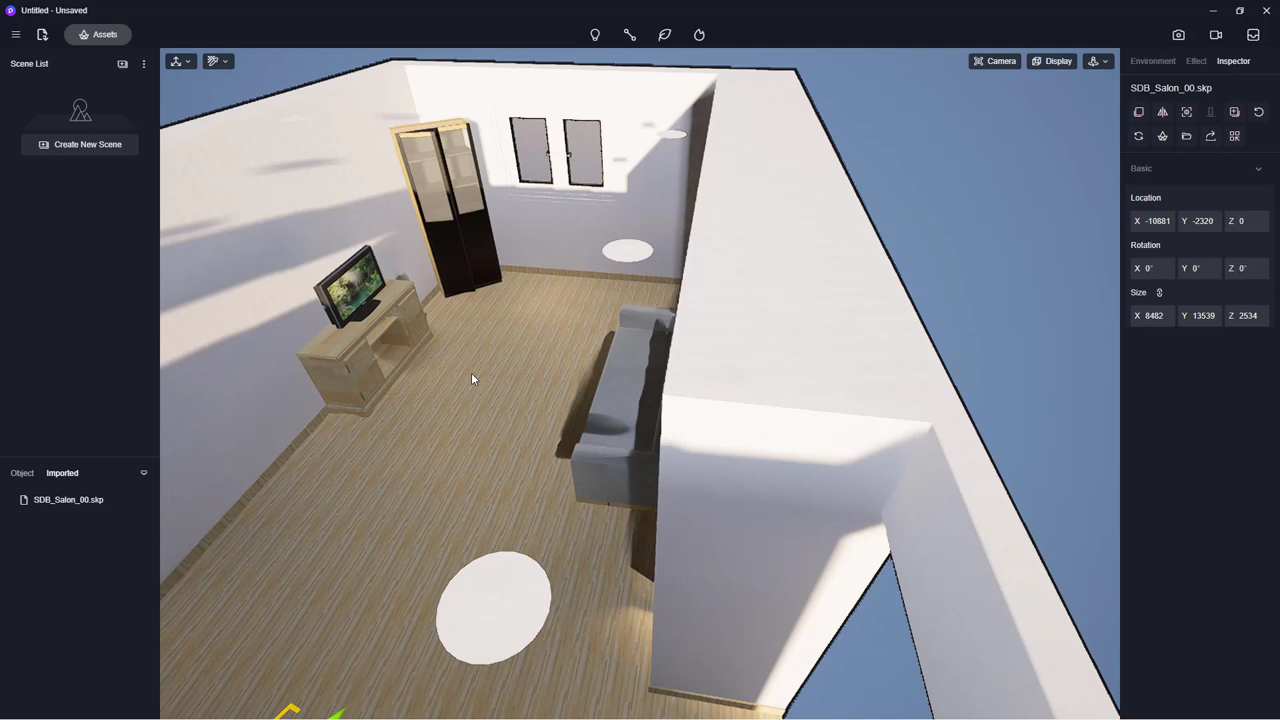 Untitled - Unsaved
Assets
Scene List
Create New Scene
Object Imported
SDB_Salon_00.skp
Camera Display
Environment Effect Inspector
SDB_Salon_00.skp
Basic
Location
X -10881 Y -2320 Z 0
Rotation
X 0° Y 0° Z 0°
Size
X 8482 Y 13539 Z 2534